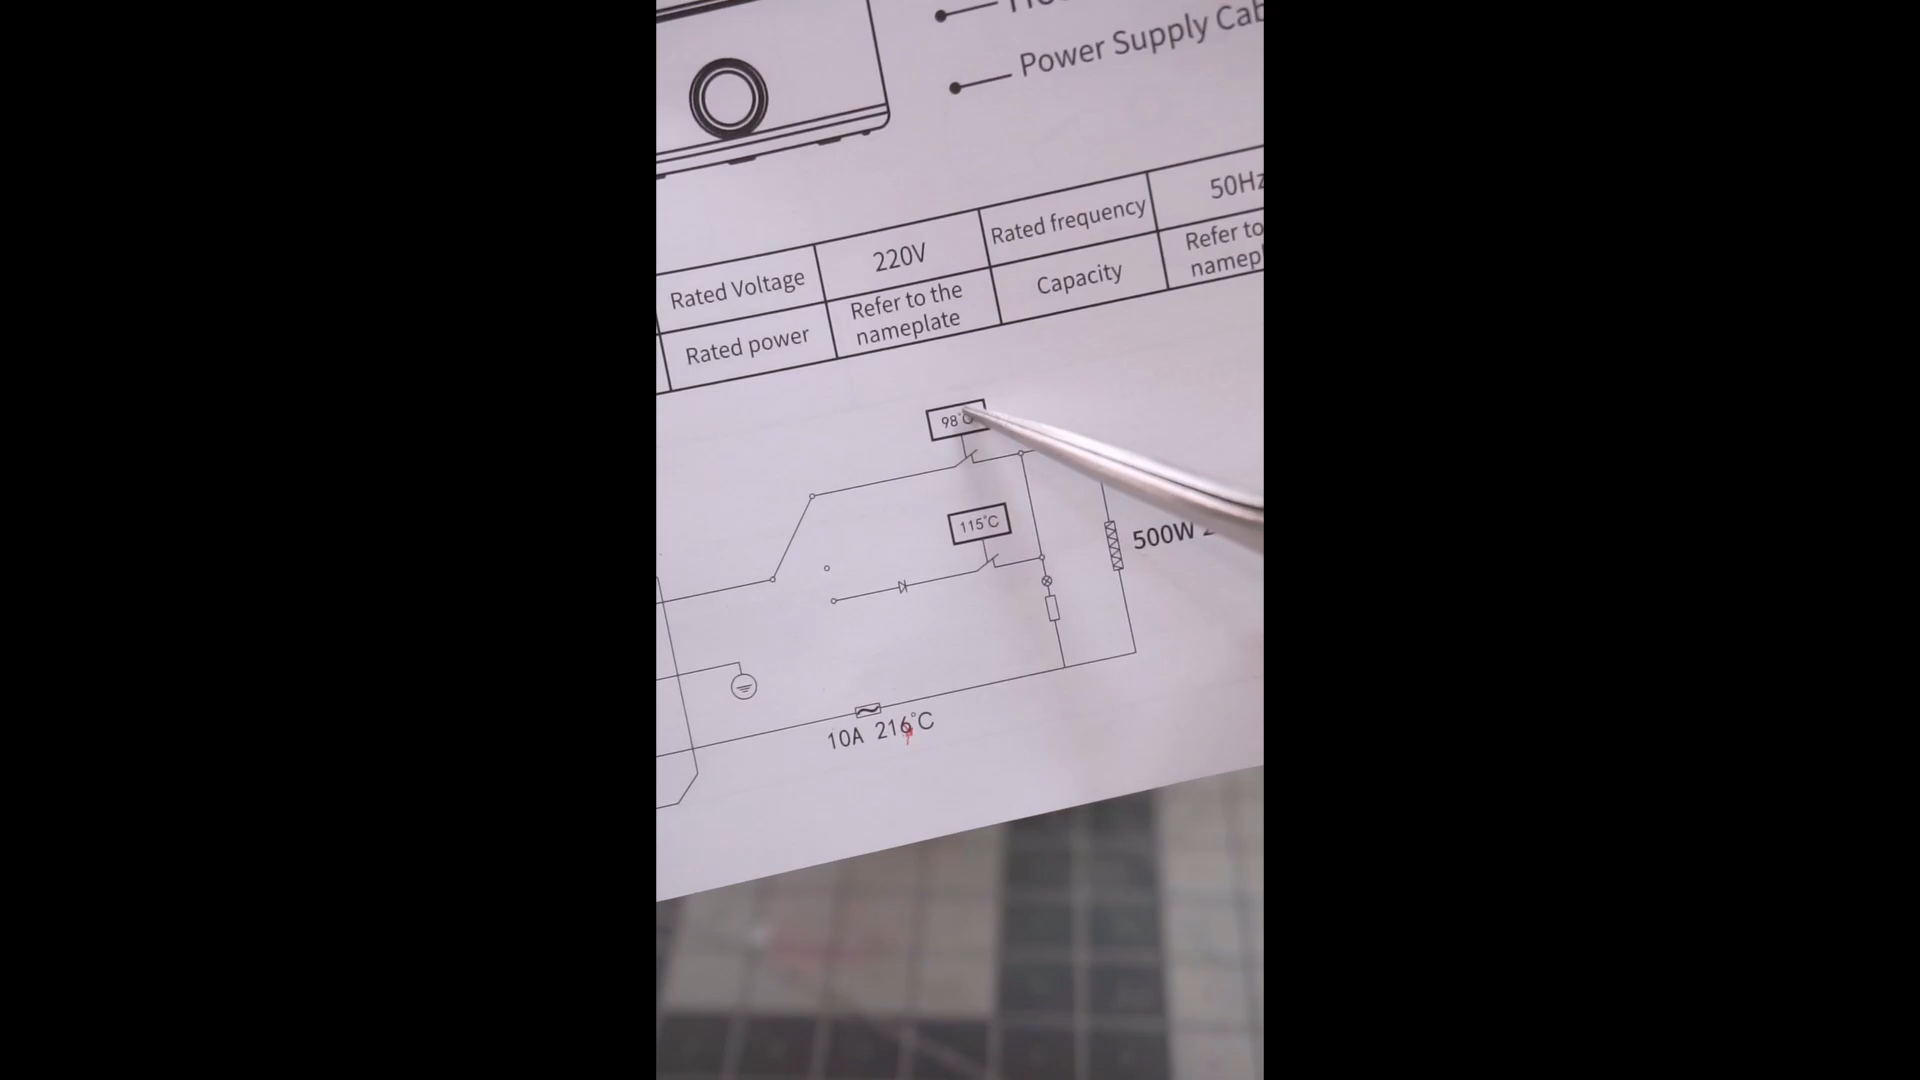 Power Supply Cab
Rated Voltage 220V Rated frequency 50Hz
Rated power Refer to the nameplate Capacity Refer to namepl
98°C
115°C
500W
10A 216°C